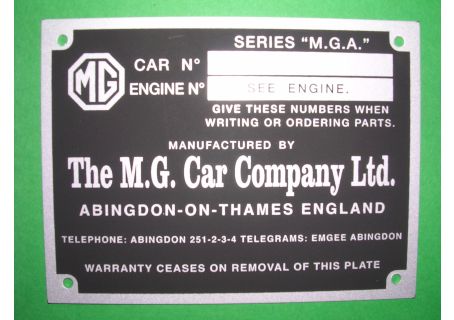 SERIES "M.G.A."
MG
CAR Nº
ENGINE Nº SEE ENGINE.
GIVE THESE NUMBERS WHEN
WRITING OR ORDERING PARTS.
MANUFACTURED BY
The M.G. Car Company Ltd.
ABINGDON-ON-THAMES ENGLAND
TELEPHONE: ABINGDON 251-2-3-4 TELEGRAMS: EMGEE ABINGDON
WARRANTY CEASES ON REMOVAL OF THIS PLATE